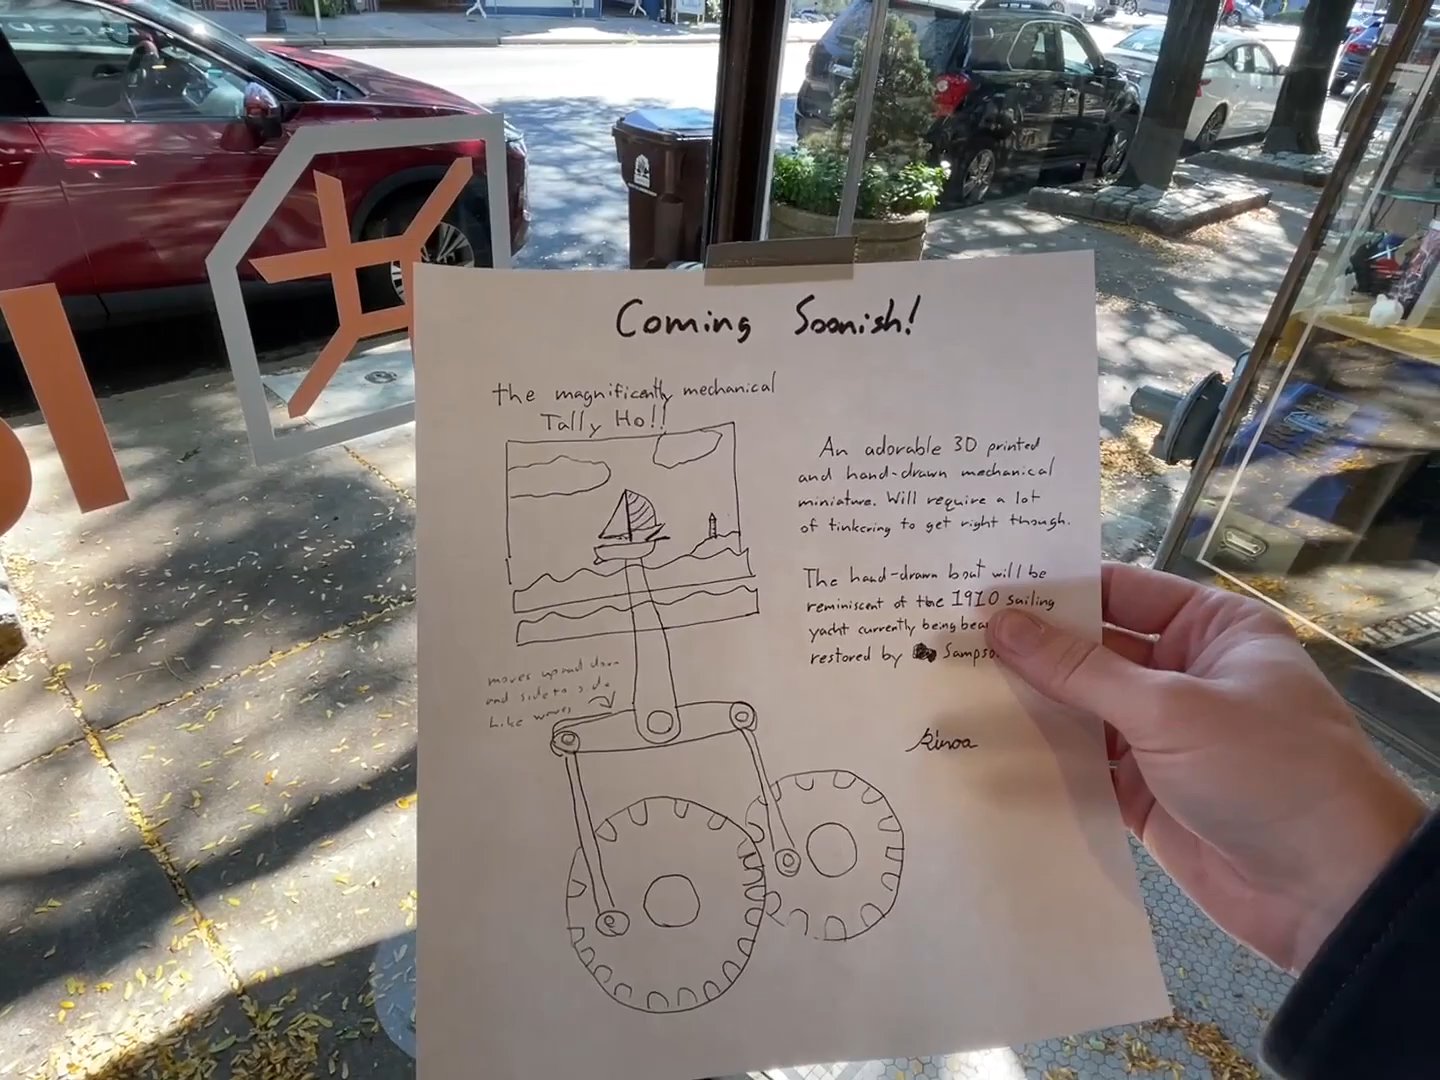 Coming Soonish!
the magnificently mechanical
Tally Ho!!
An adorable 3D printed
and hand-drawn mechanical
miniature. Will require a lot
of tinkering to get right though.
The hand-drawn boat will be
reminiscent of the 1910 sailing
yacht currently being
restored by
moves up and down
and side to side
like waves